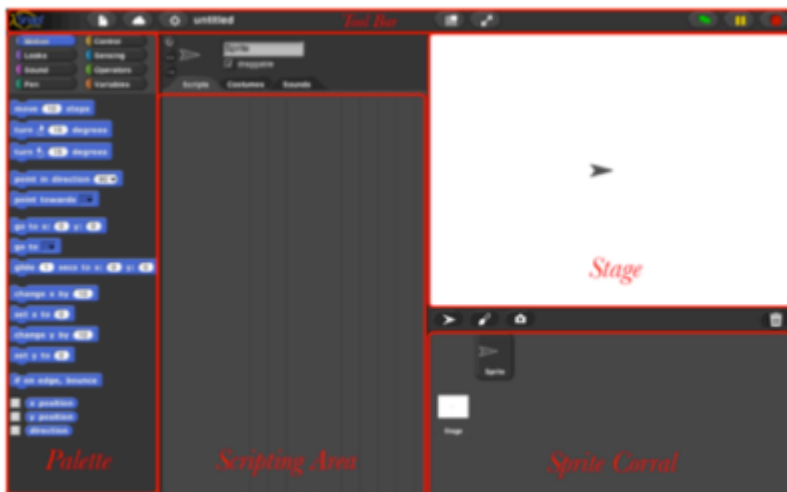 untitled
Tool Bar
Motion Control
Looks Sensing
Sound Operators
Pen Variables
Sprite
draggable
Scripts Costumes Sounds
move 10 steps
turn 15 degrees
turn 15 degrees
point in direction 90
point towards
go to x: 0 y: 0
go to
glide 1 secs to x: 0 y: 0
change x by 10
set x to 0
change y by 10
set y to 0
if on edge, bounce
x position
y position
direction
Palette
Scripting Area
Stage
Sprite
Stage
Sprite Corral